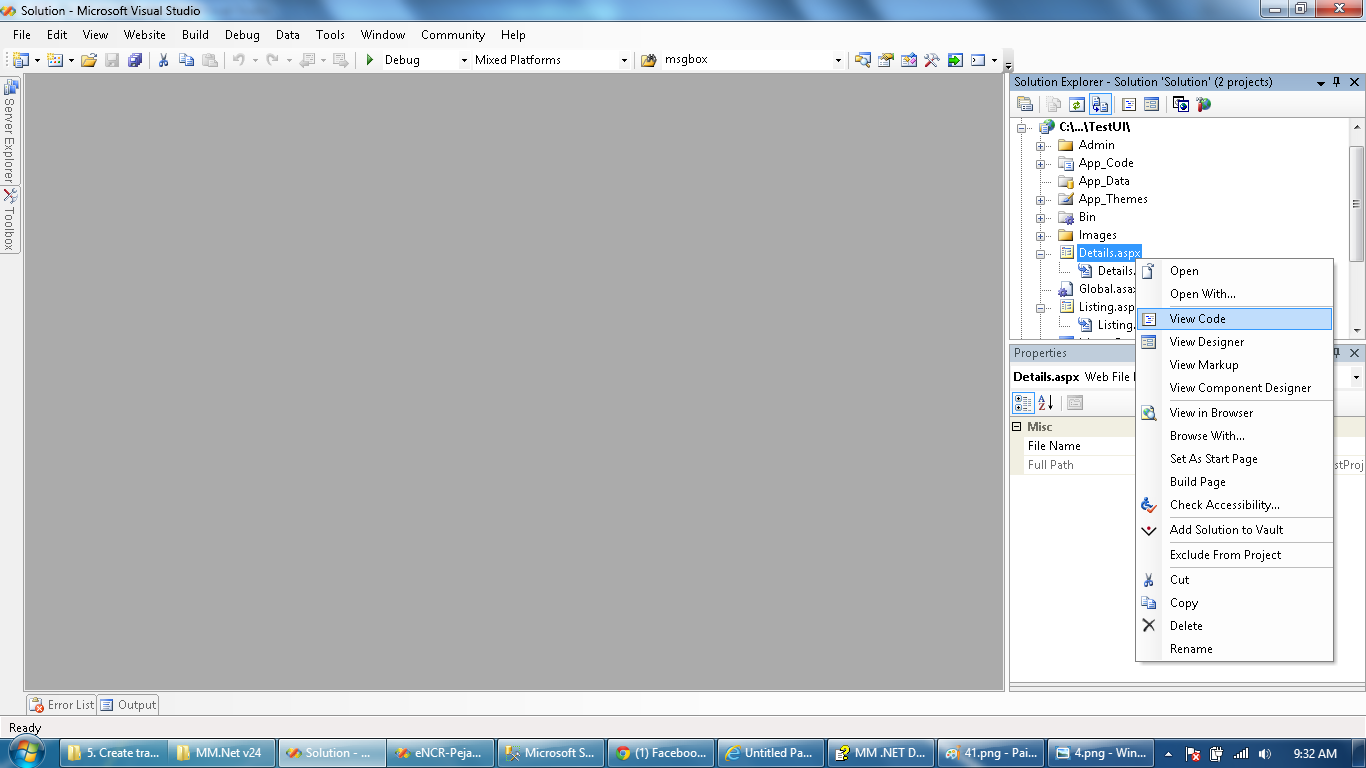 Solution - Microsoft Visual Studio
File Edit View Website Build Debug Data Tools Window Community Help
Debug Mixed Platforms msgbox
Server Explorer
Toolbox
Solution Explorer - Solution 'Solution' (2 projects)
C:\...\TestUI\
Admin
App_Code
App_Data
App_Themes
Bin
Images
Details.aspx
Details.
Global.asax
Listing.asp
Listing.
Open
Open With...
View Code
View Designer
View Markup
View Component Designer
View in Browser
Browse With...
Set As Start Page
Build Page
Check Accessibility...
Add Solution to Vault
Exclude From Project
Cut
Copy
Delete
Rename
Properties
Details.aspx Web File
Misc
File Name
Full Path stProj
Error List Output
Ready
5. Create tra... MM.Net v24 Solution - ... eNCR-Peja... Microsoft S... (1) Faceboo... Untitled Pa... MM .NET D... 41.png - Pai... 4.png - Win... 9:32 AM